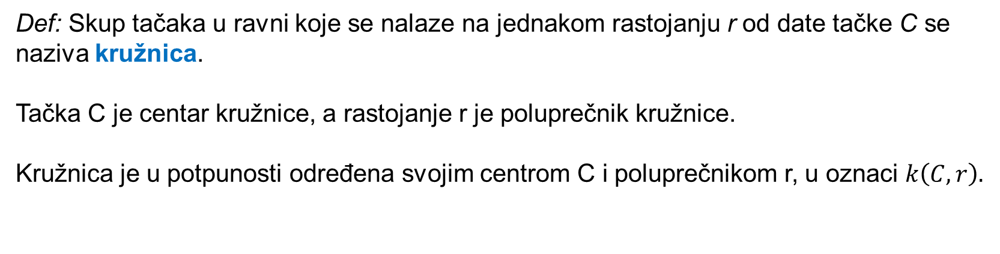 Def: Skup tačaka u ravni koje se nalaze na jednakom rastojanju r od date tačke C se
naziva kružnica.
Tačka C je centar kružnice, a rastojanje r je poluprečnik kružnice.
Kružnica je u potpunosti određena svojim centrom C i poluprečnikom r, u oznaci k(C,r).